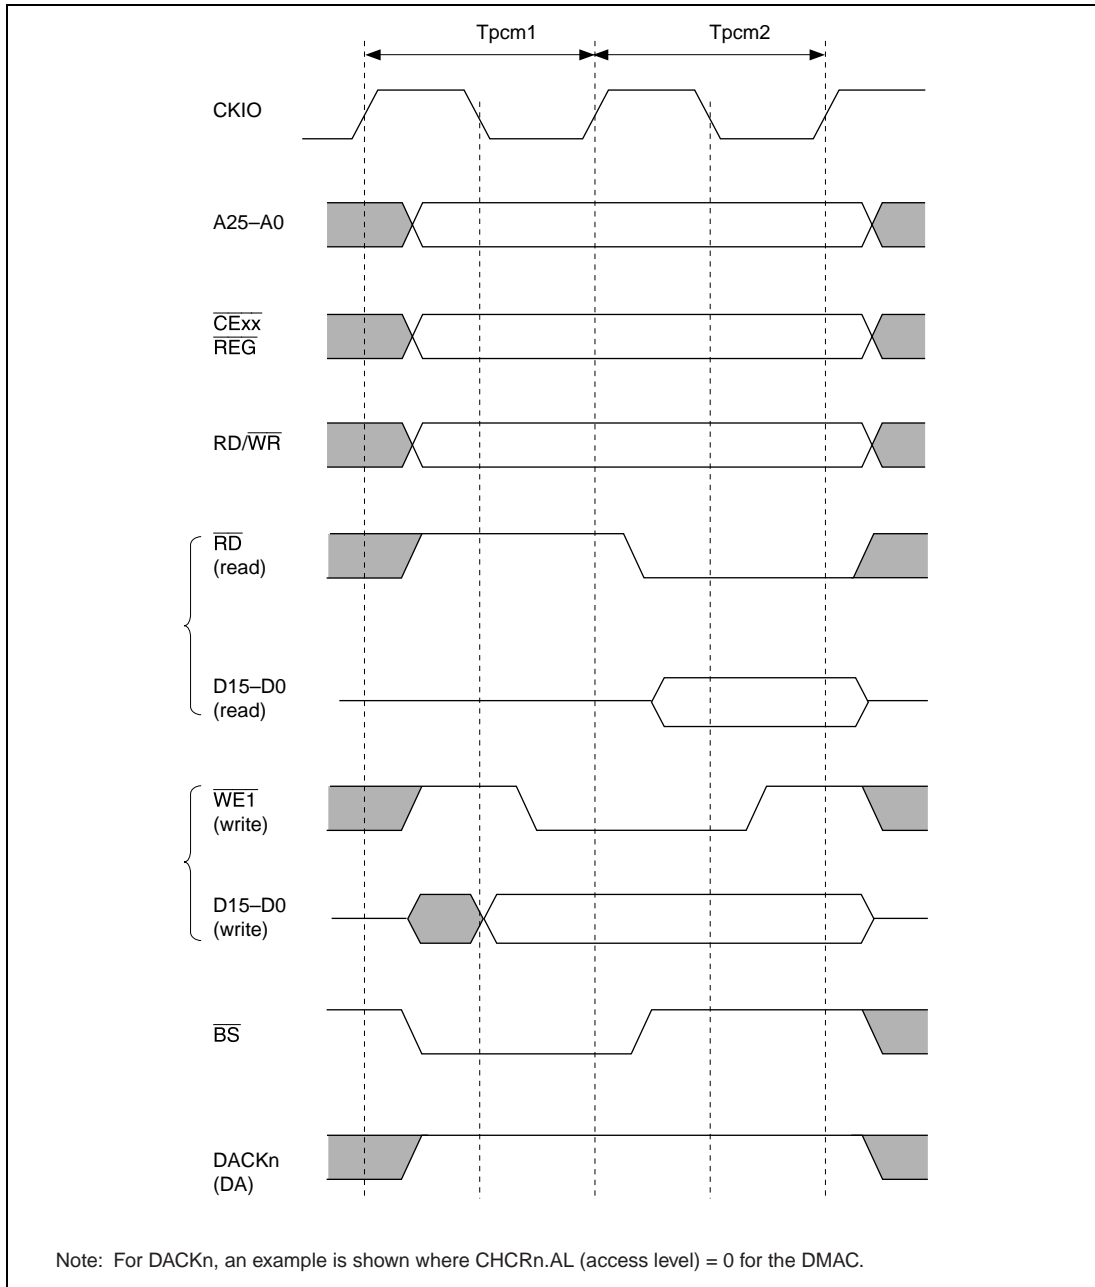 Tpcm1 Tpcm2
CKIO
A25–A0
CExx
REG
RD/WR
RD
(read)
D15–D0
(read)
WE1
(write)
D15–D0
(write)
BS
DACKn
(DA)
Note: For DACKn, an example is shown where CHCRn.AL (access level) = 0 for the DMAC.